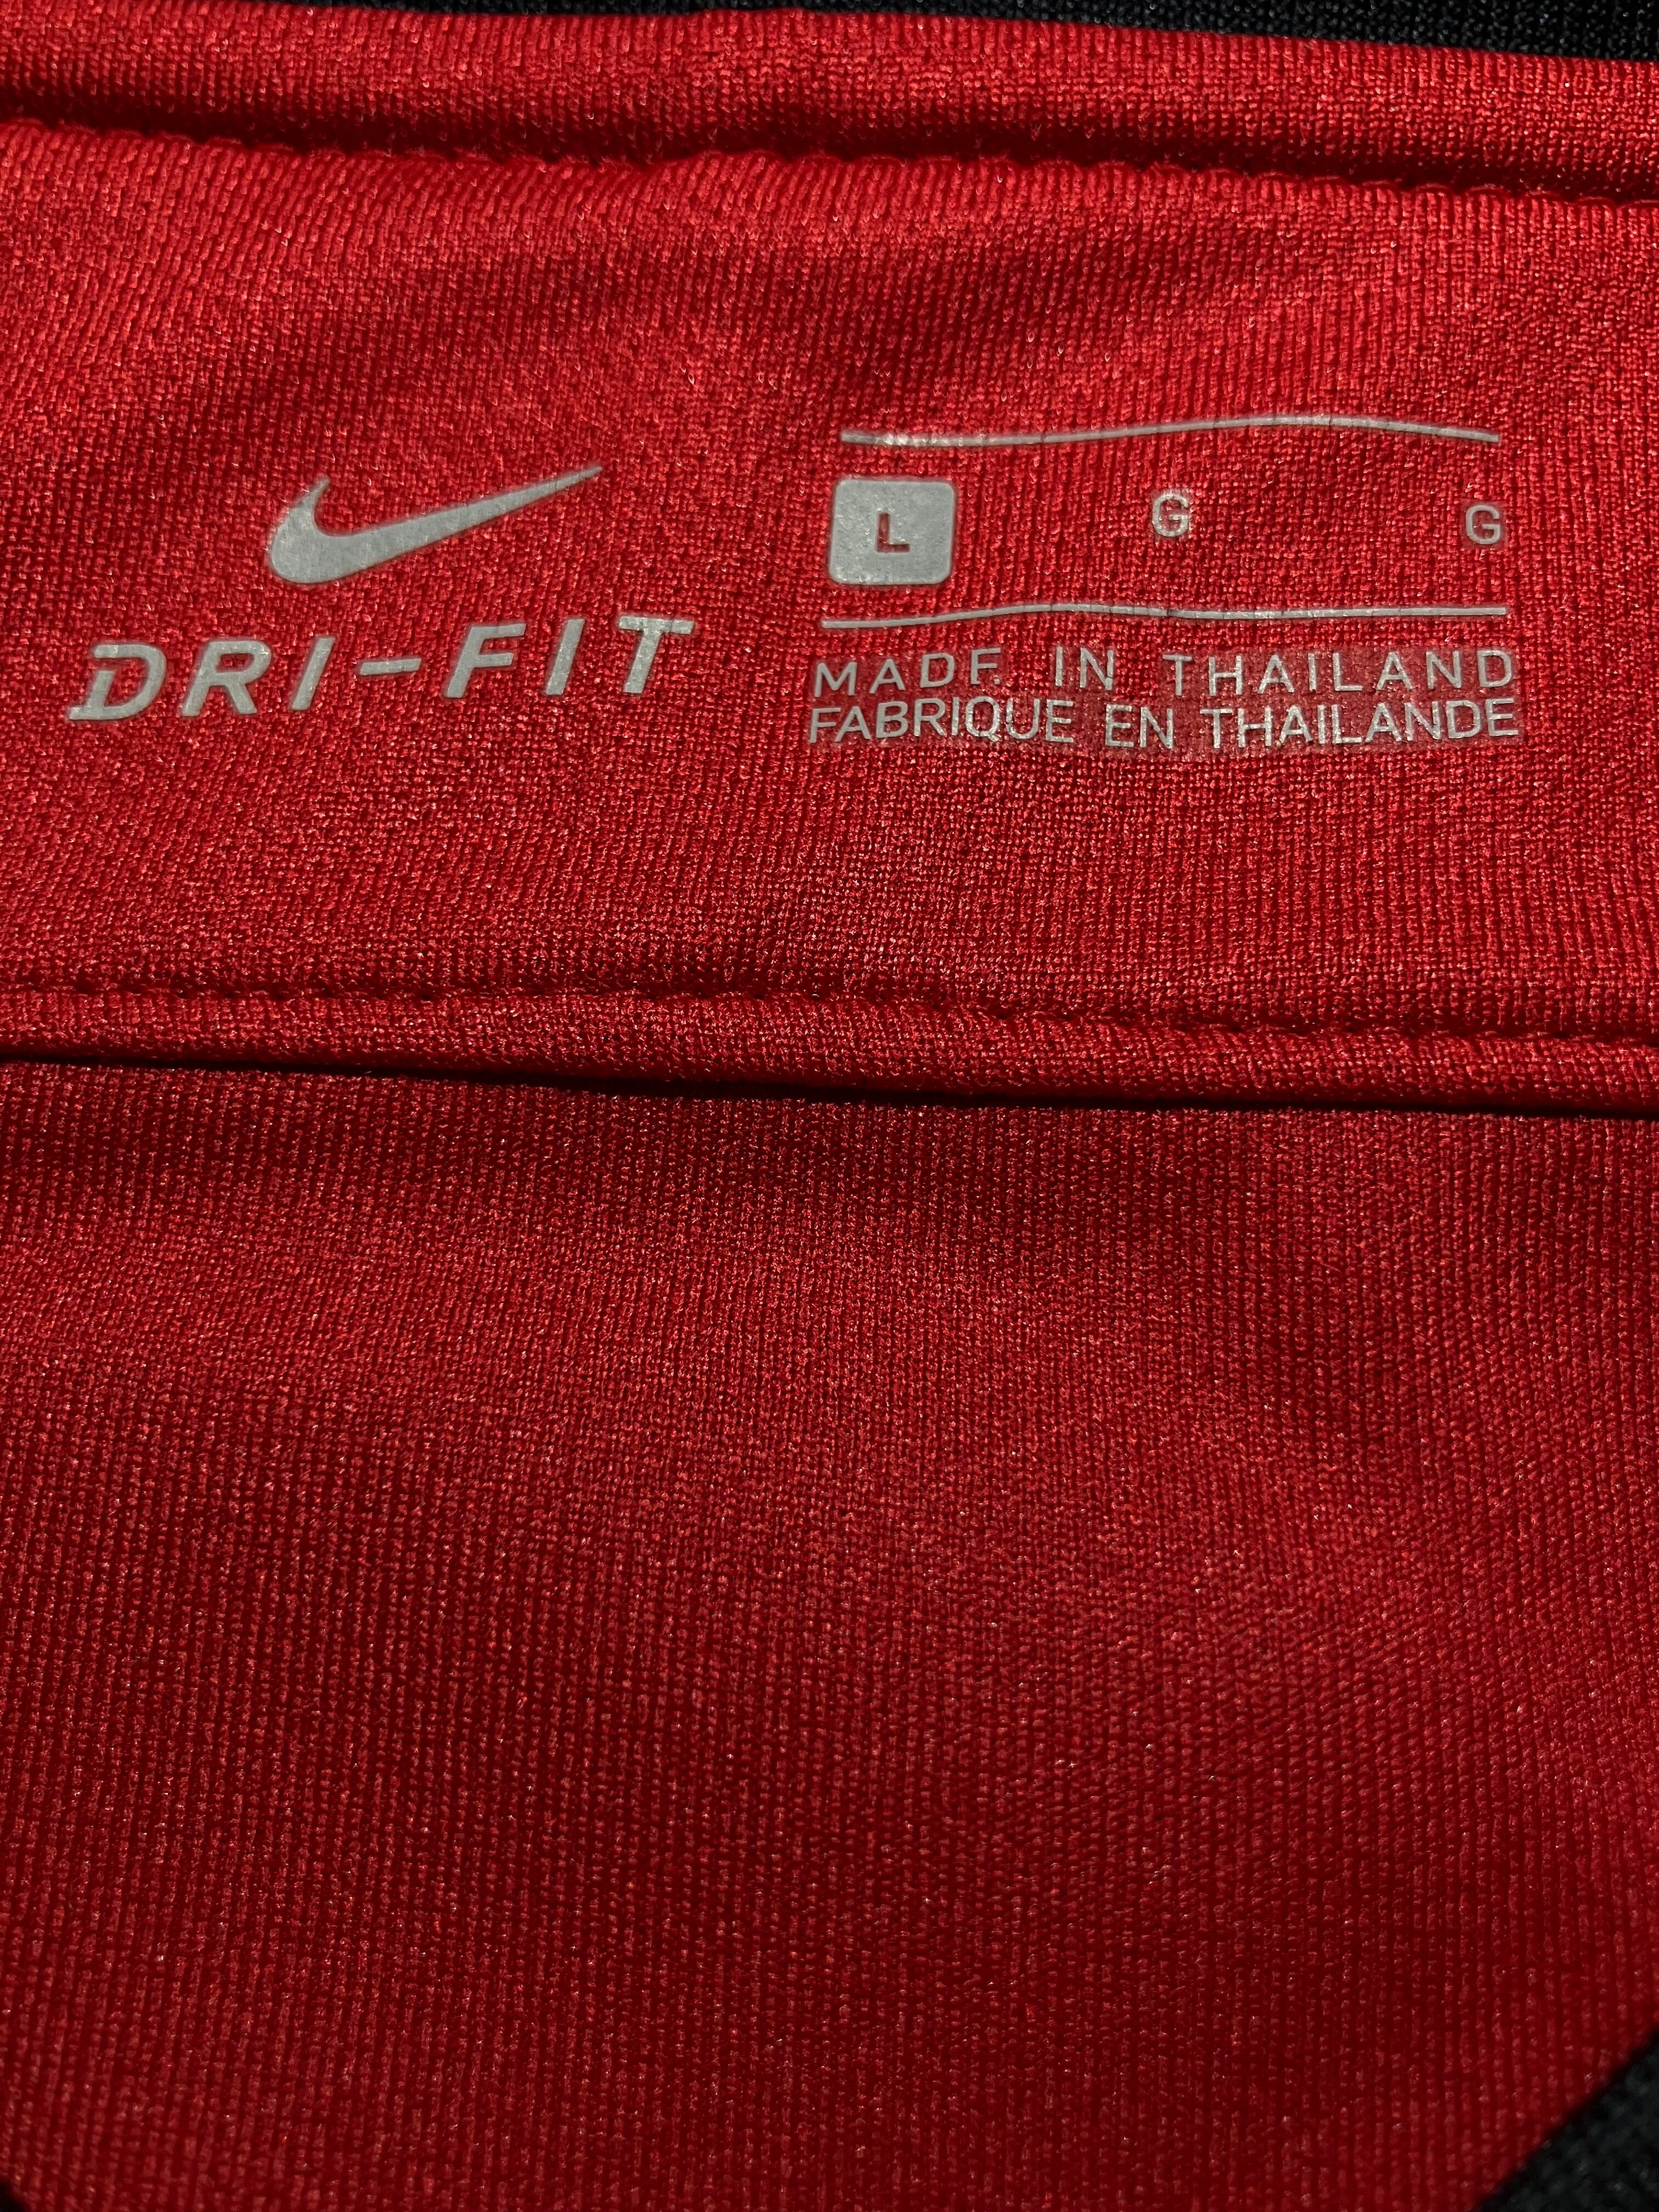 DRI-FIT
L G G
MADE IN THAILAND
FABRIQUE EN THAILANDE